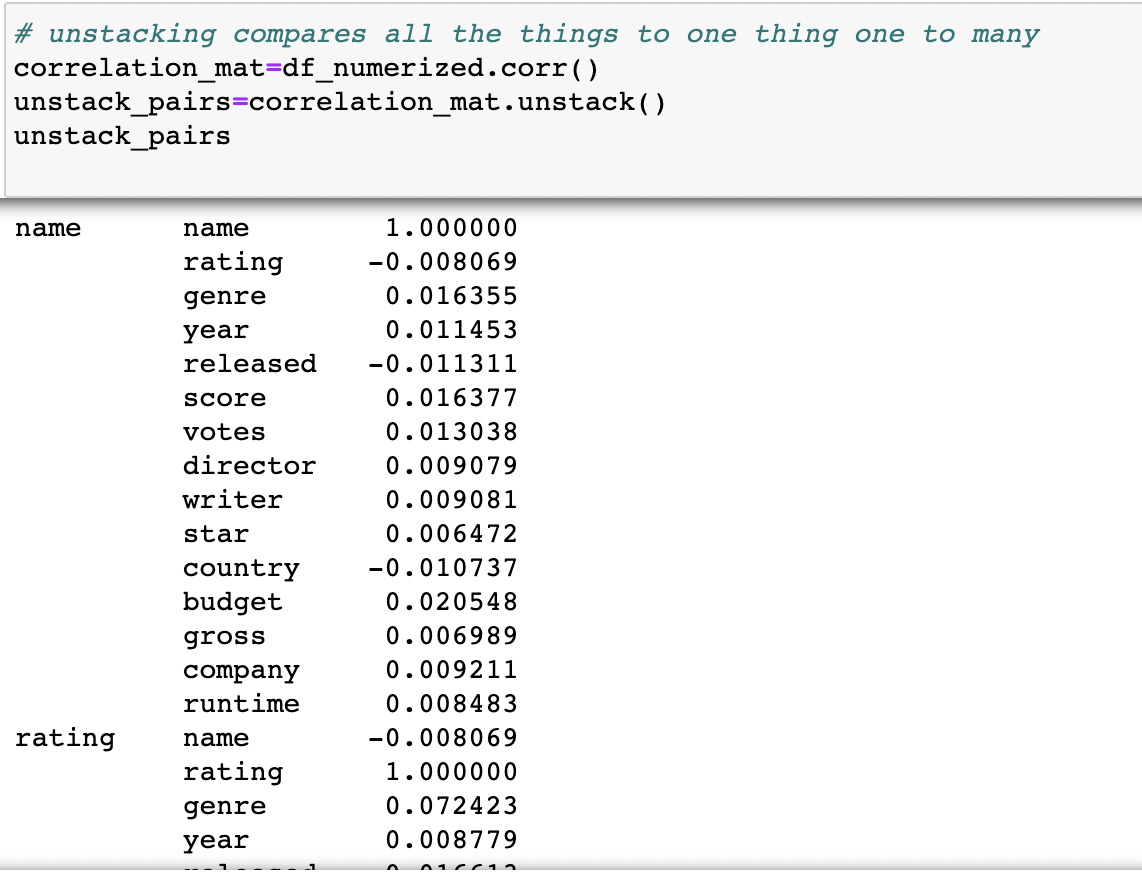 # unstacking compares all the things to one thing one to many
correlation_mat=df_numerized.corr()
unstack_pairs=correlation_mat.unstack()
unstack_pairs
name name 1.000000
rating -0.008069
genre 0.016355
year 0.011453
released -0.011311
score 0.016377
votes 0.013038
director 0.009079
writer 0.009081
star 0.006472
country -0.010737
budget 0.020548
gross 0.006989
company 0.009211
runtime 0.008483
rating name -0.008069
rating 1.000000
genre 0.072423
year 0.008779